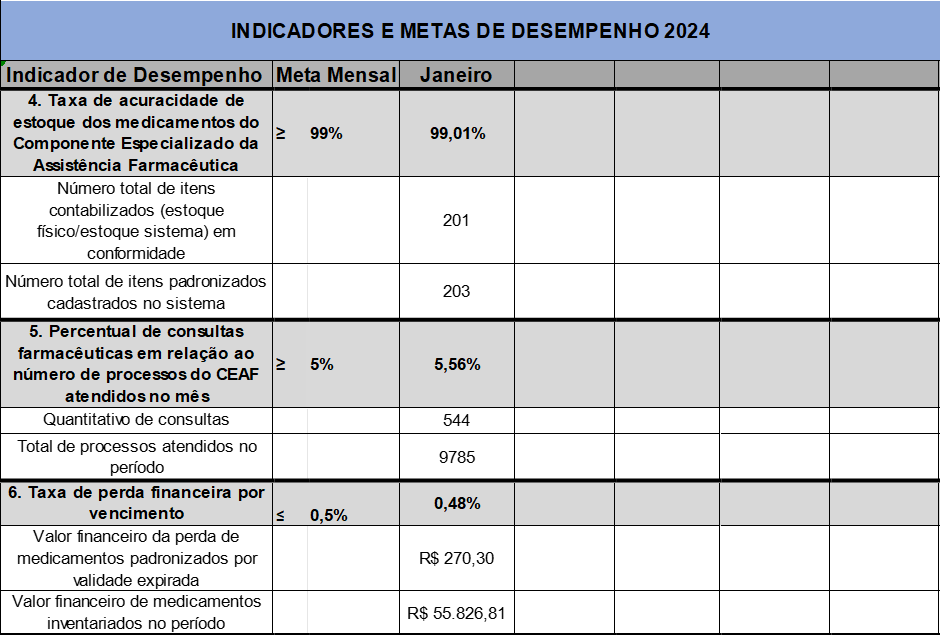 INDICADORES E METAS DE DESEMPENHO 2024
Indicador de Desempenho Meta Mensal Janeiro
4. Taxa de acuracidade de
estoque dos medicamentos do
Componente Especializado da
Assistência Farmacêutica
≥ 99% 99,01%
Número total de itens
contabilizados (estoque
físico/estoque sistema) em
conformidade
201
Número total de itens padronizados
cadastrados no sistema
203
5. Percentual de consultas
farmacêuticas em relação ao
número de processos do CEAF
atendidos no mês
≥ 5% 5,56%
Quantitativo de consultas 544
Total de processos atendidos no
período
9785
6. Taxa de perda financeira por
vencimento
≤ 0,5% 0,48%
Valor financeiro da perda de
medicamentos padronizados por
validade expirada
R$ 270,30
Valor financeiro de medicamentos
inventariados no período
R$ 55.826,81